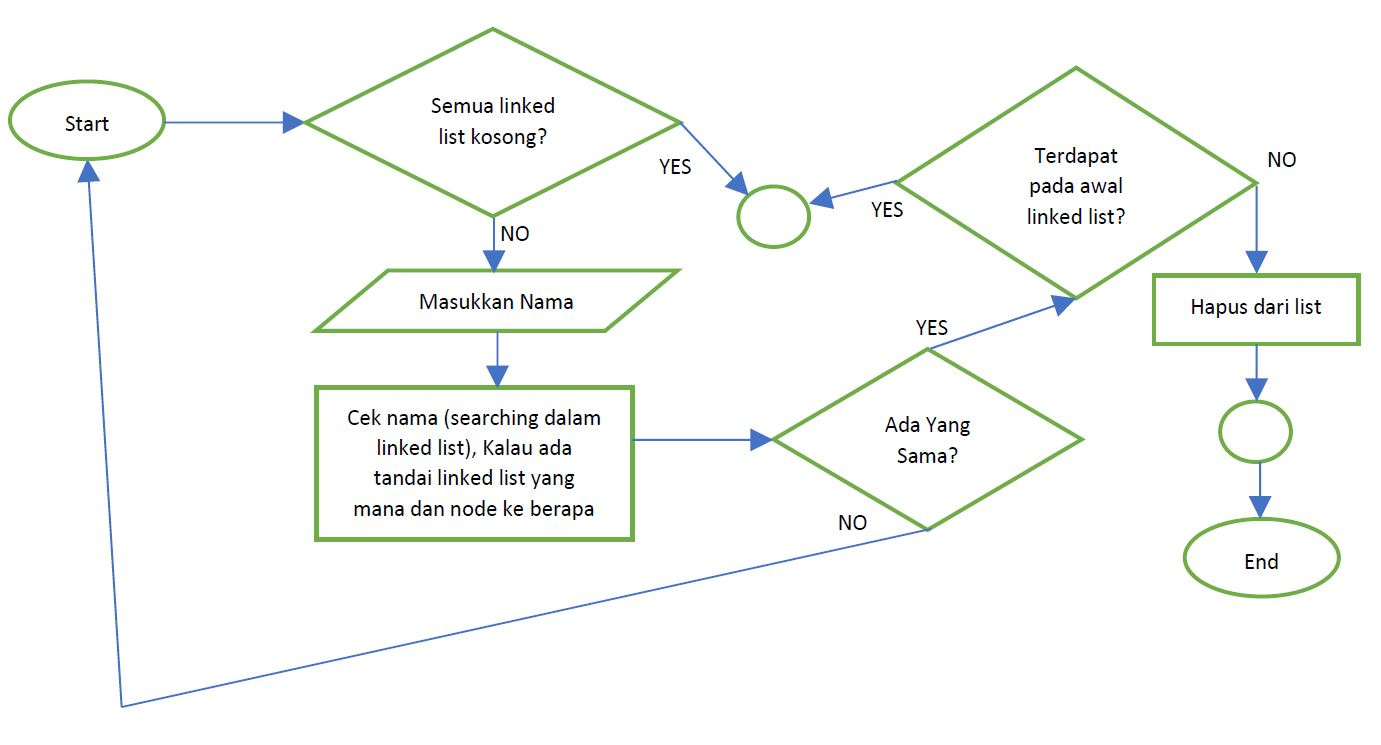 Start
Semua linked
list kosong?
YES
NO
Masukkan Nama
Cek nama (searching dalam
linked list), Kalau ada
tandai linked list yang
mana dan node ke berapa
Ada Yang
Sama?
YES
NO
Terdapat
pada awal
linked list?
YES
NO
Hapus dari list
End